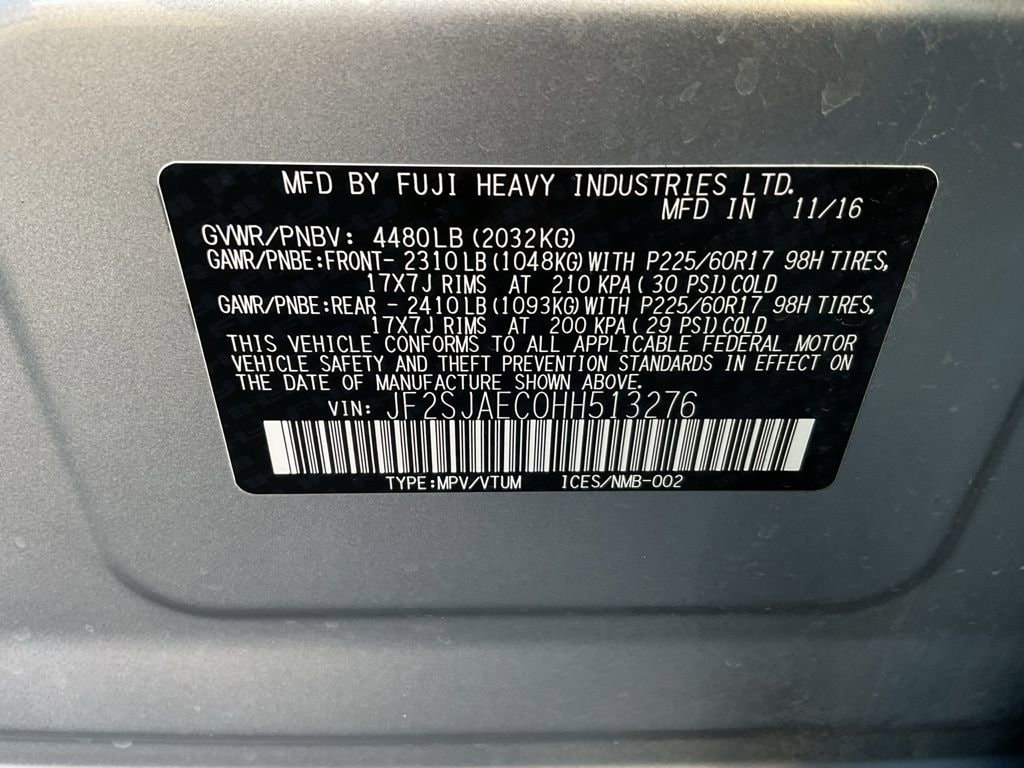 MFD BY FUJI HEAVY INDUSTRIES LTD.
MFD IN 11/16
GVWR/PNBV: 4480LB(2032KG)
GAWR/PNBE:FRONT- 2310LB(1048KG)WITH P225/60R17 98H TIRES,
17X7J RIMS AT 210 KPA( 30 PSI)COLD
GAWR/PNBE:REAR - 2410LB(1093KG)WITH P225/60R17 98H TIRES,
17X7J RIMS AT 200 KPA( 29 PSI)COLD
THIS VEHICLE CONFORMS TO ALL APPLICABLE FEDERAL MOTOR
VEHICLE SAFETY AND THEFT PREVENTION STANDARDS IN EFFECT ON
THE DATE OF MANUFACTURE SHOWN ABOVE.
VIN: JF2SJAEC0HH513276
TYPE:MPV/VTUM ICES/NMB-002